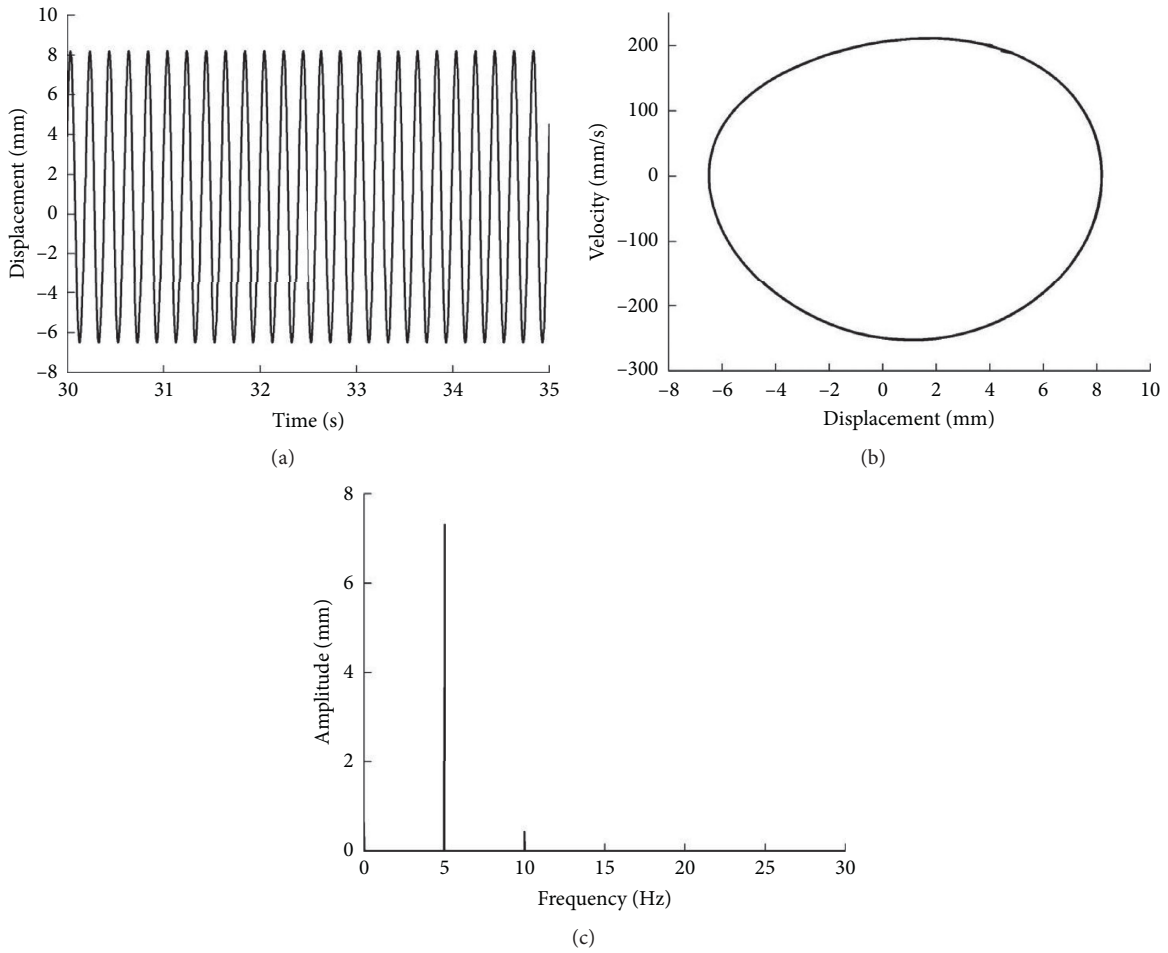 10
8
6
4
2
0
–2
–4
–6
–8
Displacement (mm)
30 31 32 33 34 35
Time (s)
(a)
200
100
0
–100
–200
–300
Velocity (mm/s)
–8 –6 –4 –2 0 2 4 6 8 10
Displacement (mm)
(b)
8
6
4
2
0
Amplitude (mm)
0 5 10 15 20 25 30
Frequency (Hz)
(c)